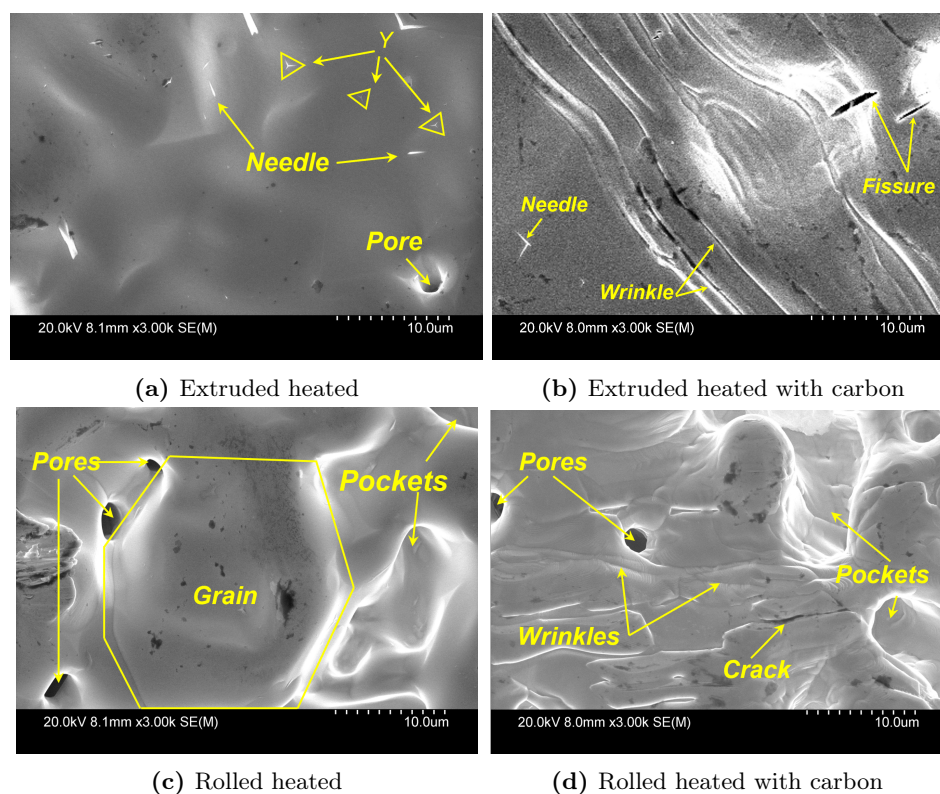 Y
Needle
Pore
20.0kV 8.1mm x3.00k SE(M) 10.0um
(a) Extruded heated
Fissure
Needle
Wrinkle
20.0kV 8.0mm x3.00k SE(M) 10.0um
(b) Extruded heated with carbon
Pores
Pockets
Grain
20.0kV 8.1mm x3.00k SE(M) 10.0um
(c) Rolled heated
Pores
Pockets
Wrinkles
Crack
20.0kV 8.0mm x3.00k SE(M) 10.0um
(d) Rolled heated with carbon